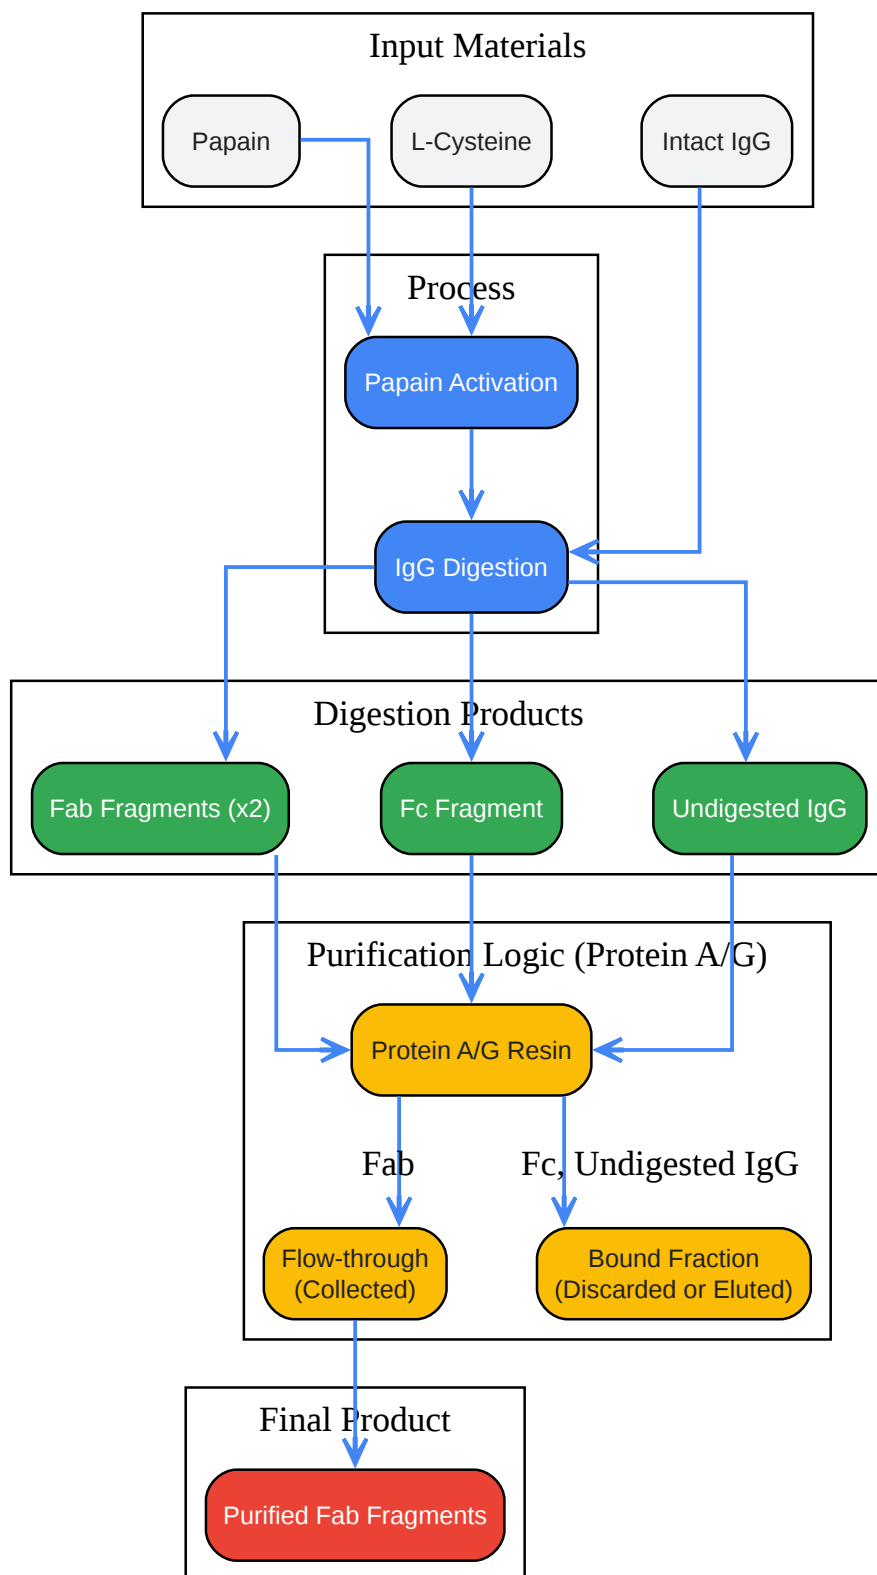 Input Materials
Papain
L-Cysteine
Intact IgG
Process
Papain Activation
IgG Digestion
Digestion Products
Fab Fragments (x2)
Fc Fragment
Undigested IgG
Purification Logic (Protein A/G)
Protein A/G Resin
Fab
Fc, Undigested IgG
Flow-through
(Collected)
Bound Fraction
(Discarded or Eluted)
Final Product
Purified Fab Fragments